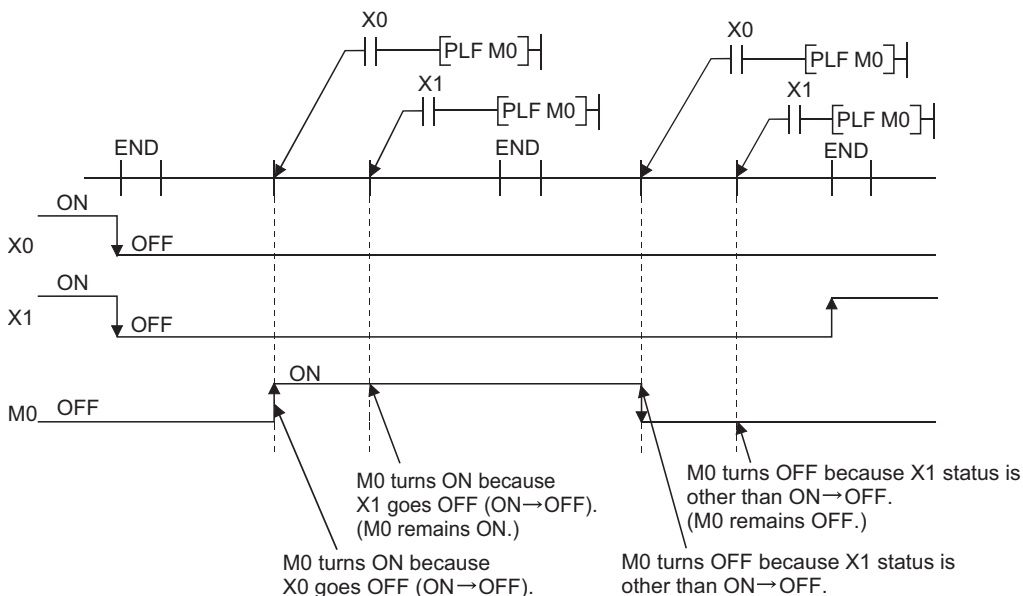 X0
[PLF M0]
X1
[PLF M0]
X0
[PLF M0]
X1
[PLF M0]
END
END
END
ON
X0
OFF
ON
X1
OFF
ON
M0
OFF
M0 turns ON because
X1 goes OFF (ON→OFF).
(M0 remains ON.)
M0 turns OFF because X1 status is
other than ON→OFF.
(M0 remains OFF.)
M0 turns ON because
X0 goes OFF (ON→OFF).
M0 turns OFF because X1 status is
other than ON→OFF.